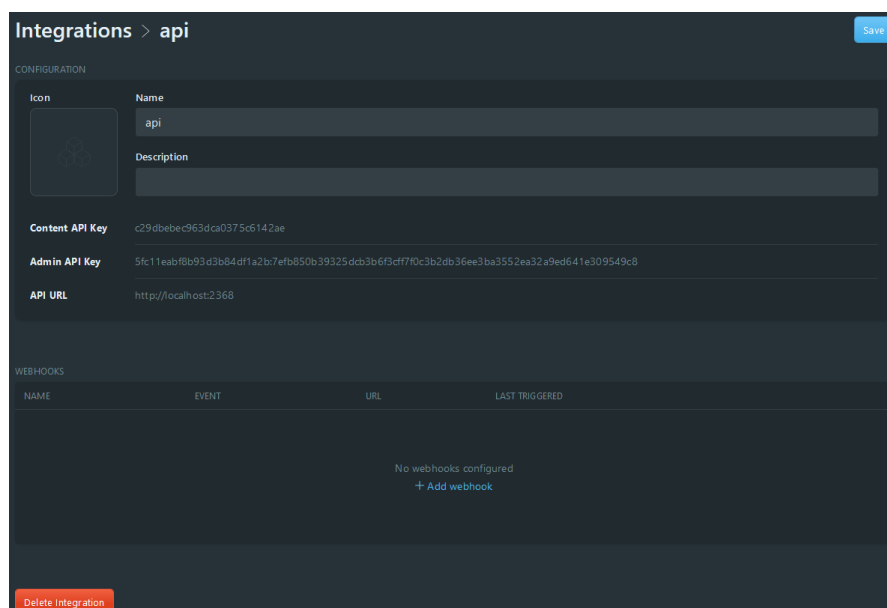 Integrations > api
Save
CONFIGURATION
Icon
Name
api
Description
Content API Key
c29dbebec963dca0375c6142ae
Admin API Key
5fc11eabf8b93d3b84df1a2b:7efb850b39325dcb3b6f3cff7f0c3b2db36ee3ba3552ea32a9ed641e309549c8
API URL
http://localhost:2368
WEBHOOKS
NAME EVENT URL LAST TRIGGERED
No webhooks configured
+ Add webhook
Delete Integration